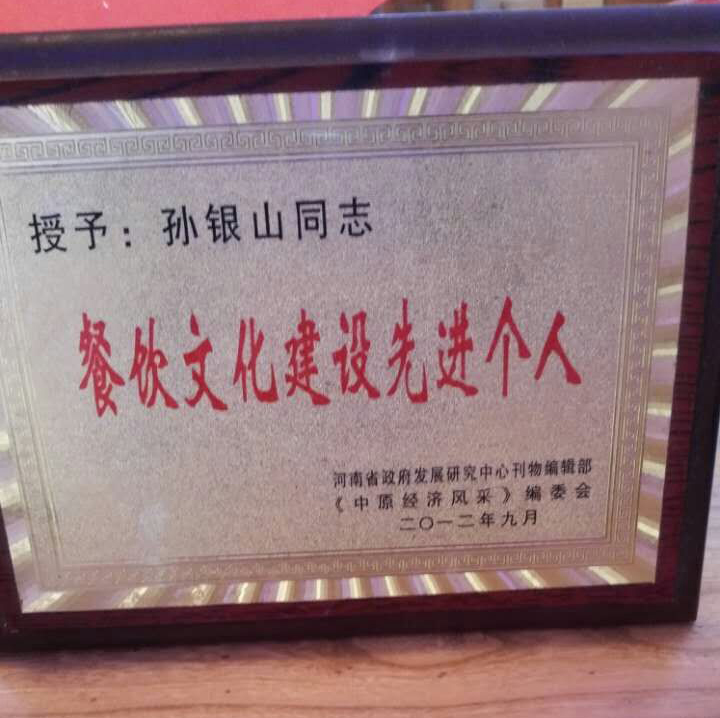 授予：孙银山同志
餐饮文化建设先进个人
河南省政府发展研究中心刊物编辑部
《中原经济风采》编委会
二〇一二年九月